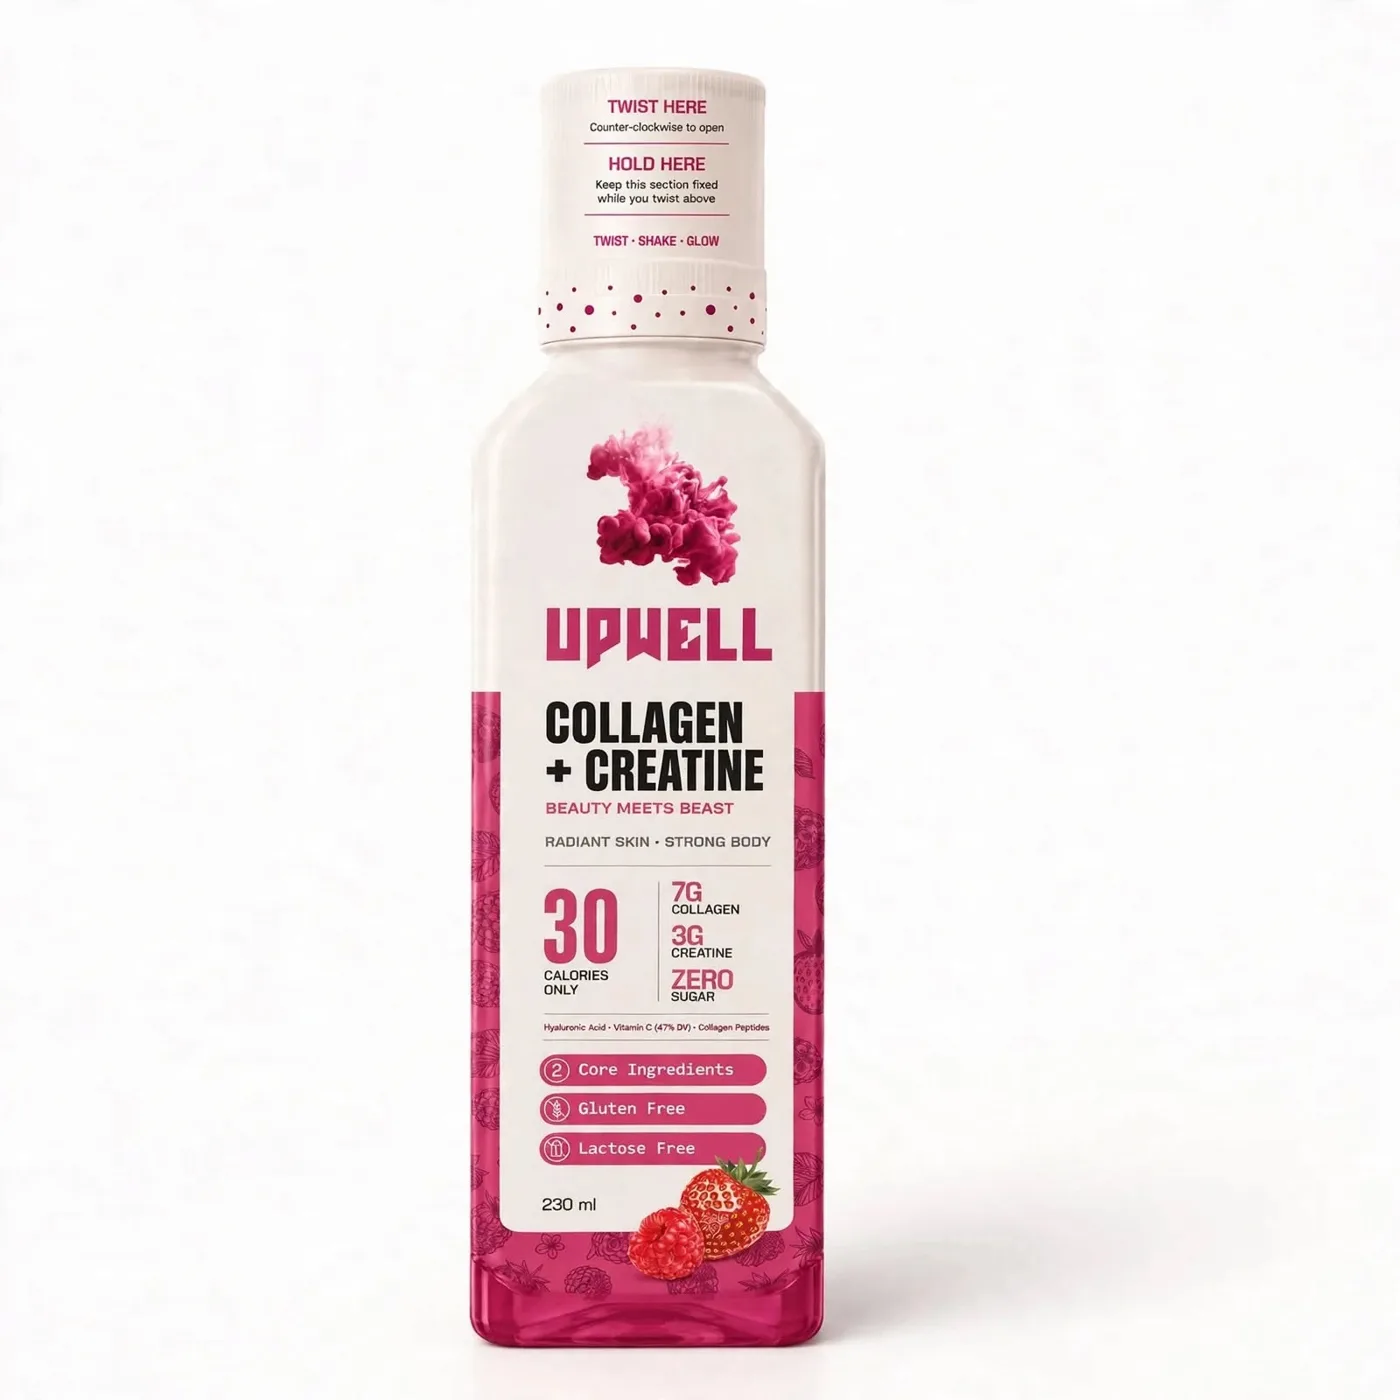 TWIST HERE
Counter-clockwise to open
HOLD HERE
Keep this section fixed
while you twist above
TWIST · SHAKE · GLOW
UPWELL
COLLAGEN
+ CREATINE
BEAUTY MEETS BEAST
RADIANT SKIN · STRONG BODY
30
CALORIES
ONLY
7G
COLLAGEN
3G
CREATINE
ZERO
SUGAR
Hyaluronic Acid · Vitamin C (47% DV) · Collagen Peptides
2 Core Ingredients
Gluten Free
Lactose Free
230 ml